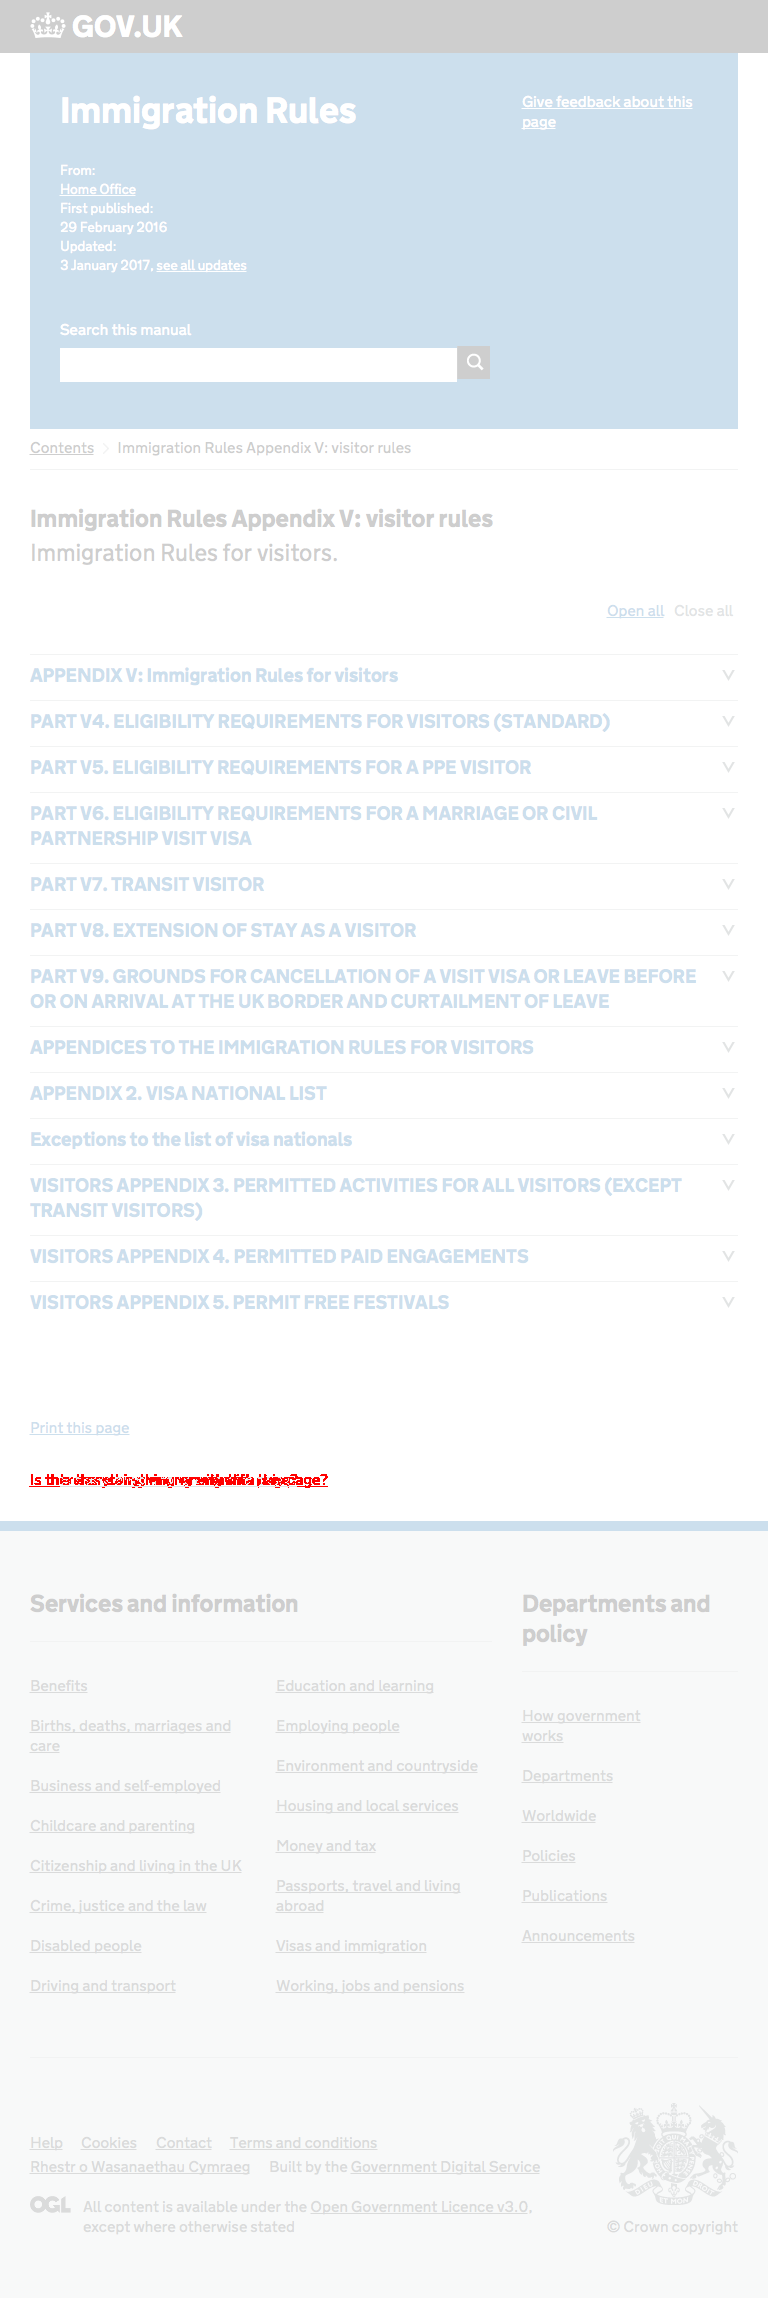 GOV.UK
Immigration Rules
Give feedback about this
page
From:
Home Office
First published:
29 February 2016
Updated:
3 January 2017, see all updates
Search this manual
Contents
Immigration Rules Appendix V: visitor rules
Immigration Rules Appendix V: visitor rules
Immigration Rules for visitors.
Open all Close all
APPENDIX V: Immigration Rules for visitors
PART V4. ELIGIBILITY REQUIREMENTS FOR VISITORS (STANDARD)
PART V5. ELIGIBILITY REQUIREMENTS FOR A PPE VISITOR
PART V6. ELIGIBILITY REQUIREMENTS FOR A MARRIAGE OR CIVIL
PARTNERSHIP VISIT VISA
PART V7. TRANSIT VISITOR
PART V8. EXTENSION OF STAY AS A VISITOR
PART V9. GROUNDS FOR CANCELLATION OF A VISIT VISA OR LEAVE BEFORE
OR ON ARRIVAL AT THE UK BORDER AND CURTAILMENT OF LEAVE
APPENDICES TO THE IMMIGRATION RULES FOR VISITORS
APPENDIX 2. VISA NATIONAL LIST
Exceptions to the list of visa nationals
VISITORS APPENDIX 3. PERMITTED ACTIVITIES FOR ALL VISITORS (EXCEPT
TRANSIT VISITORS)
VISITORS APPENDIX 4. PERMITTED PAID ENGAGEMENTS
VISITORS APPENDIX 5. PERMIT FREE FESTIVALS
Print this page
Services and information
Benefits
Births, deaths, marriages and
care
Business and self-employed
Childcare and parenting
Citizenship and living in the UK
Crime, justice and the law
Disabled people
Driving and transport
Education and learning
Employing people
Environment and countryside
Housing and local services
Money and tax
Passports, travel and living
abroad
Visas and immigration
Working, jobs and pensions
Departments and
policy
How government
works
Departments
Worldwide
Policies
Publications
Announcements
Help Cookies Contact Terms and conditions
Rhestr o Wasanaethau Cymraeg Built by the Government Digital Service
OGL All content is available under the Open Government Licence v3.0,
except where otherwise stated
© Crown copyright